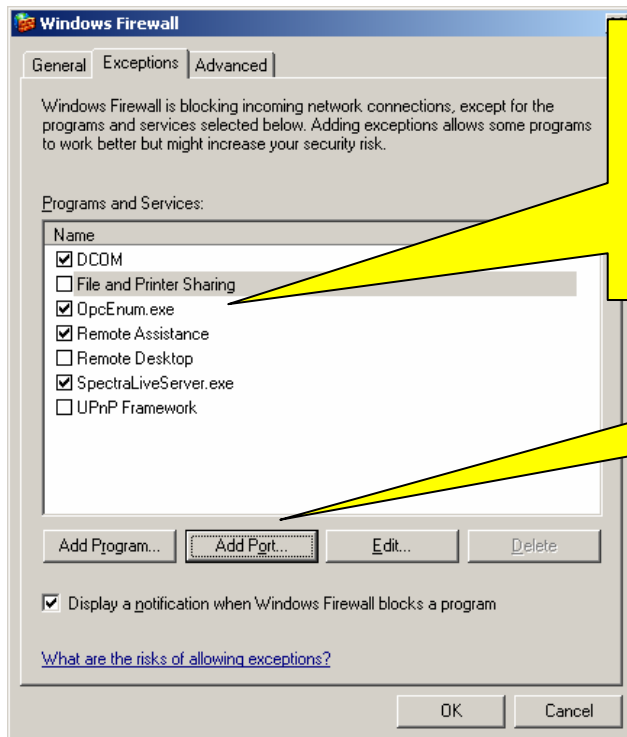 Windows Firewall
General Exceptions Advanced
Windows Firewall is blocking incoming network connections, except for the
programs and services selected below. Adding exceptions allows some programs
to work better but might increase your security risk.
Programs and Services:
Name
DCOM
File and Printer Sharing
OpcEnum.exe
Remote Assistance
Remote Desktop
SpectraLiveServer.exe
UPnP Framework
Add Program... Add Port... Edit... Delete
Display a notification when Windows Firewall blocks a program
What are the risks of allowing exceptions?
OK Cancel